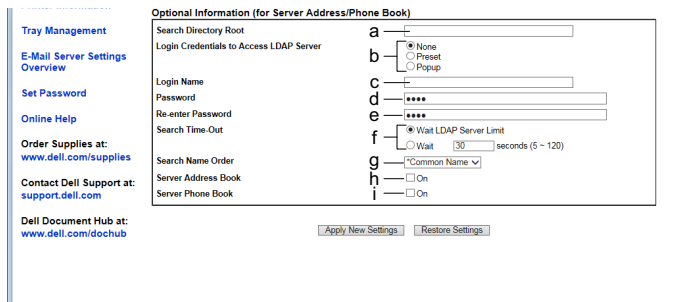 Optional Information (for Server Address/Phone Book)
Tray Management
E-Mail Server Settings
Overview
Set Password
Online Help
Order Supplies at:
www.dell.com/supplies
Contact Dell Support at:
support.dell.com
Dell Document Hub at:
www.dell.com/dochub
Search Directory Root a
Login Credentials to Access LDAP Server b
None
Preset
Popup
Login Name c
Password d ••••
Re-enter Password e ••••
Search Time-Out f
Wait LDAP Server Limit
Wait 30 seconds (5 ~ 120)
Search Name Order g *Common Name
Server Address Book h On
Server Phone Book i On
Apply New Settings Restore Settings